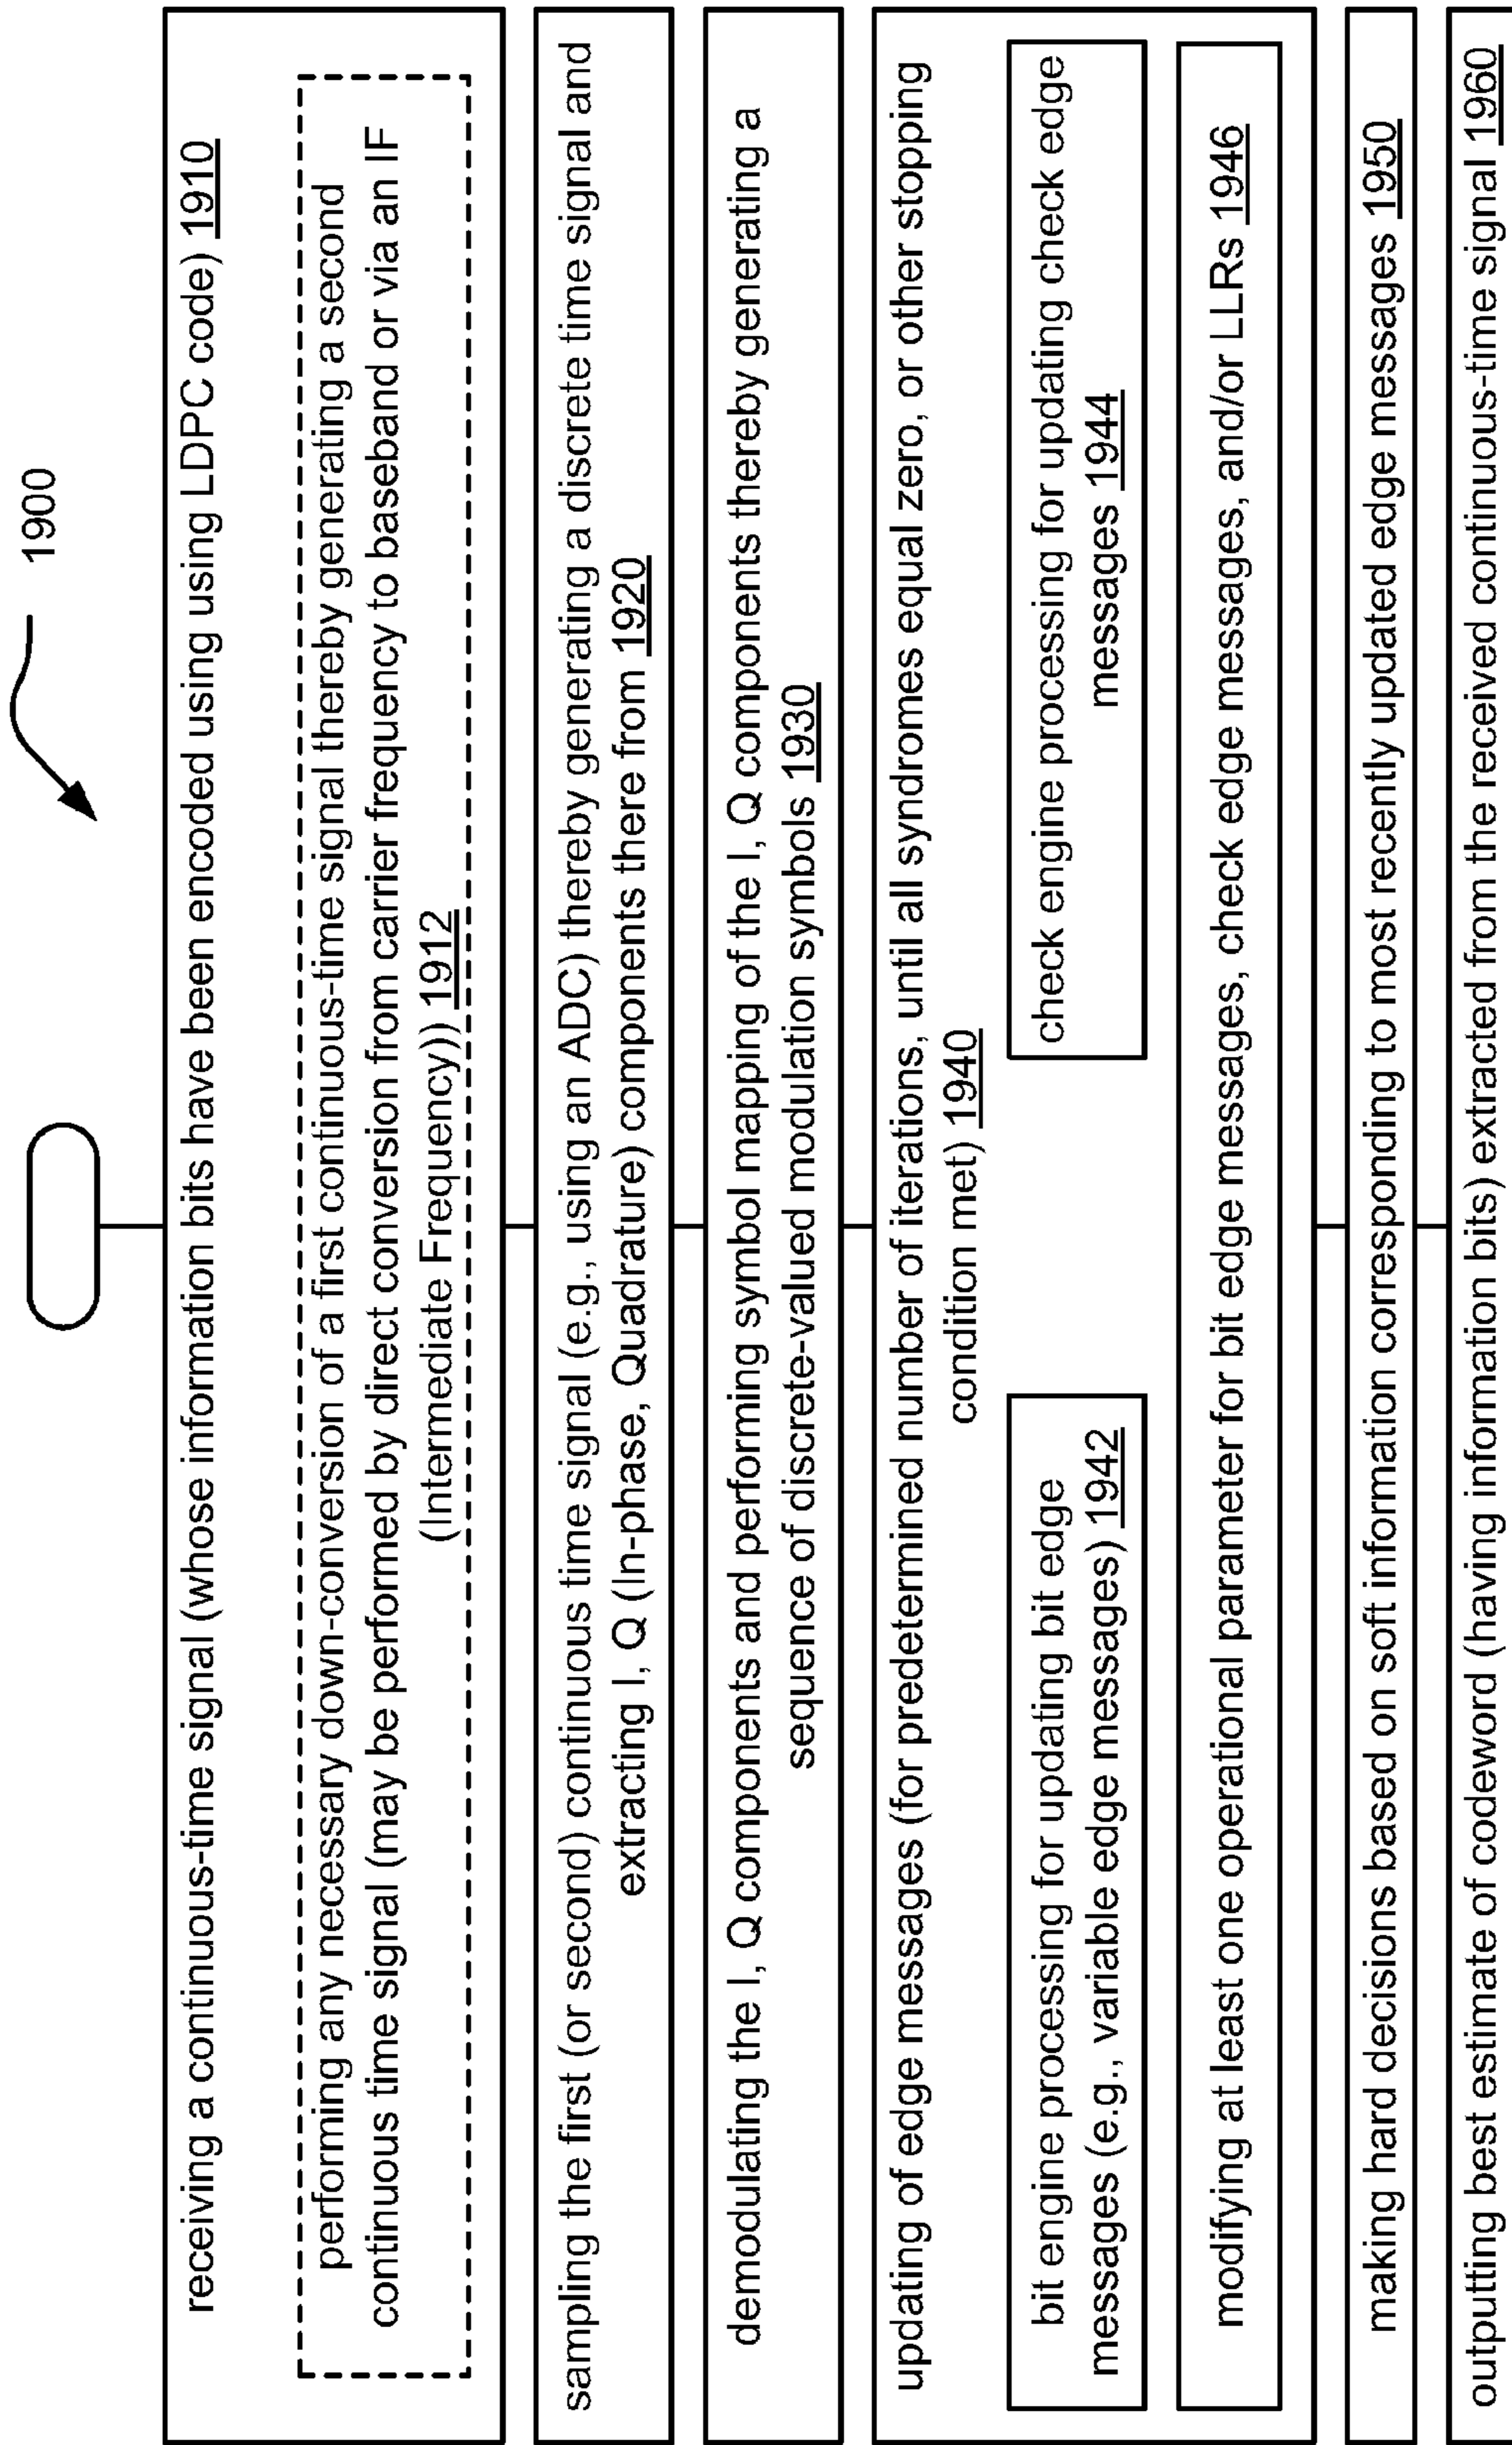 1900
receiving a continuous-time signal (whose information bits have been encoded using using LDPC code) 1910
performing any necessary down-conversion of a first continuous-time signal thereby generating a second
continuous time signal (may be performed by direct conversion from carrier frequency to baseband or via an IF
(Intermediate Frequency)) 1912
sampling the first (or second) continuous time signal (e.g., using an ADC) thereby generating a discrete time signal and
extracting I, Q (In-phase, Quadrature) components there from 1920
demodulating the I, Q components and performing symbol mapping of the I, Q components thereby generating a
sequence of discrete-valued modulation symbols 1930
updating of edge messages (for predetermined number of iterations, until all syndromes equal zero, or other stopping
condition met) 1940
bit engine processing for updating bit edge
messages (e.g., variable edge messages) 1942
check engine processing for updating check edge
messages 1944
modifying at least one operational parameter for bit edge messages, check edge messages, and/or LLRs 1946
making hard decisions based on soft information corresponding to most recently updated edge messages 1950
outputting best estimate of codeword (having information bits) extracted from the received continuous-time signal 1960